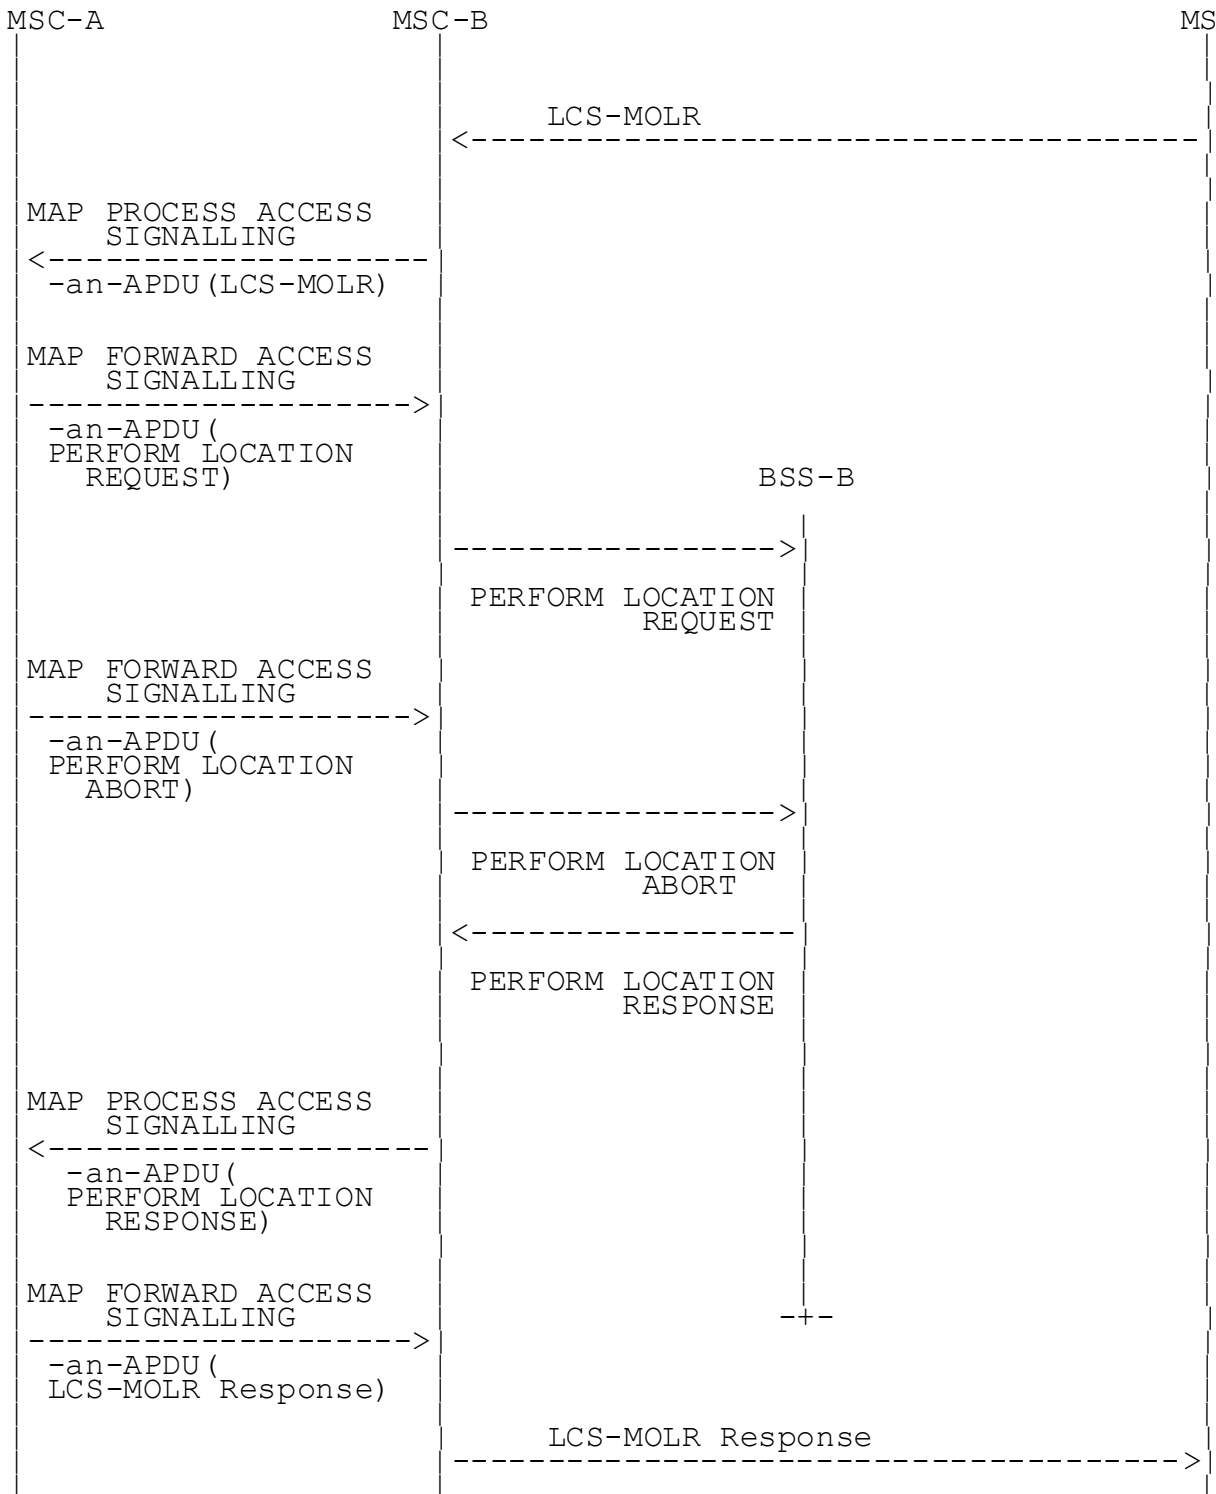 MSC-A MSC-B MS
LCS-MOLR
<--------------------------------------
MAP PROCESS ACCESS
SIGNALLING
<--------------------
-an-APDU(LCS-MOLR)
MAP FORWARD ACCESS
SIGNALLING
-------------------->
-an-APDU(
PERFORM LOCATION
REQUEST) BSS-B
----------------->
PERFORM LOCATION
REQUEST
MAP FORWARD ACCESS
SIGNALLING
-------------------->
-an-APDU(
PERFORM LOCATION
ABORT)
----------------->
PERFORM LOCATION
ABORT
<-----------------
PERFORM LOCATION
RESPONSE
MAP PROCESS ACCESS
SIGNALLING
<--------------------
-an-APDU(
PERFORM LOCATION
RESPONSE)
MAP FORWARD ACCESS
SIGNALLING -+-
-------------------->
-an-APDU(
LCS-MOLR Response)
LCS-MOLR Response
-------------------------------------->